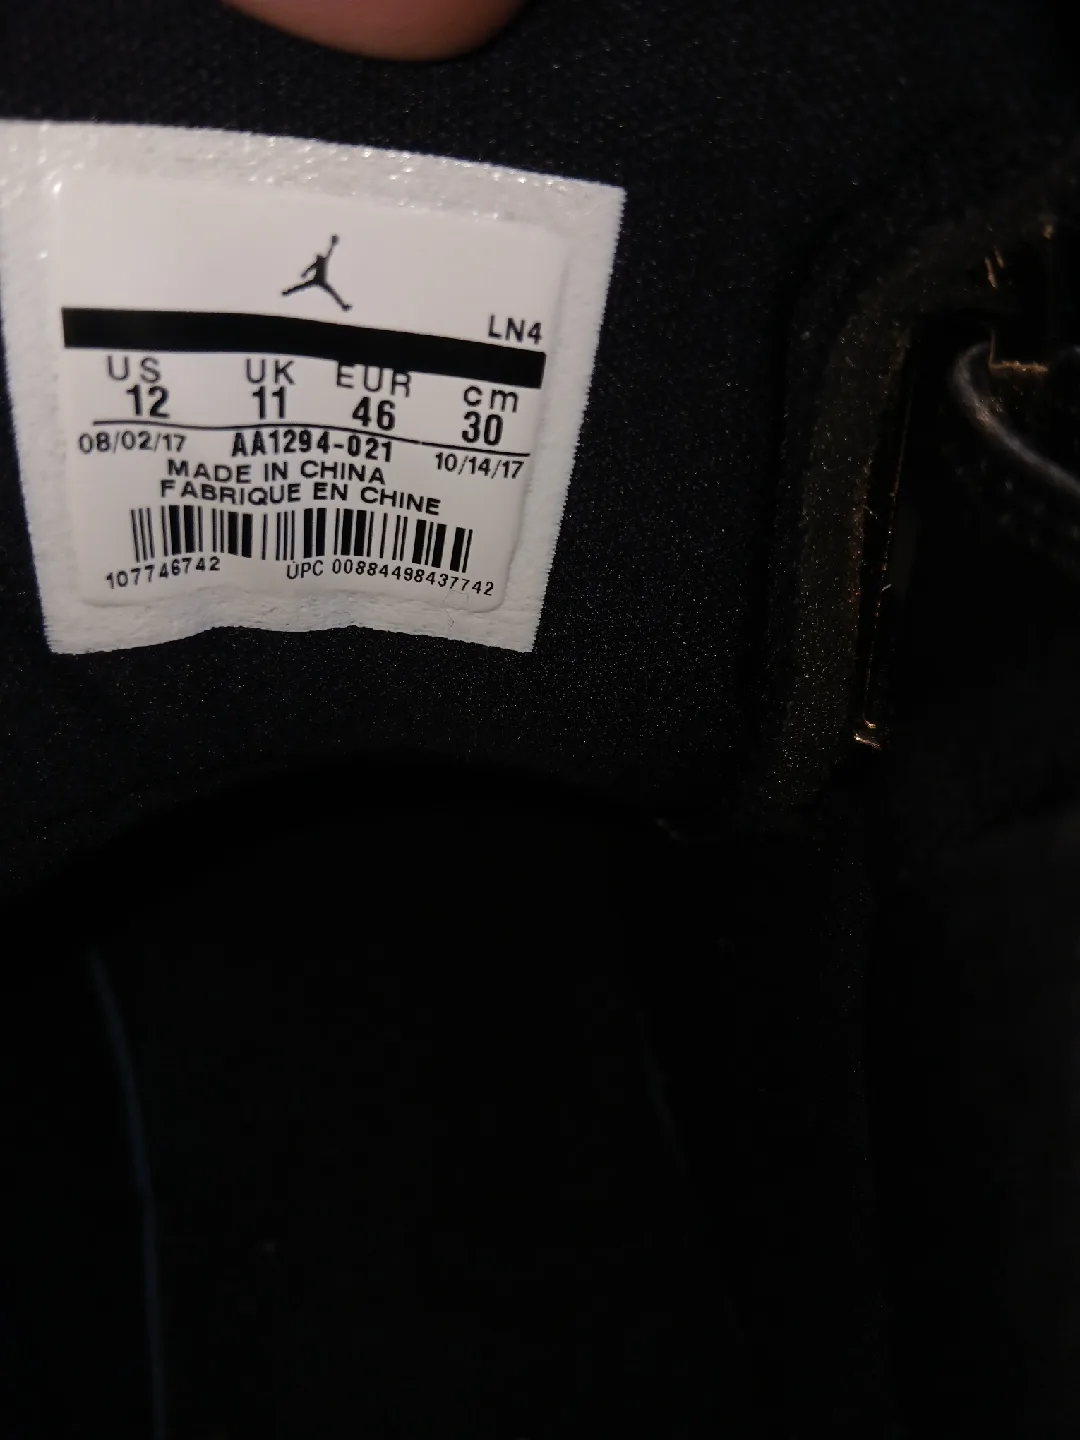 LN4
US UK EUR cm
12 11 46 30
08/02/17 AA1294-021 10/14/17
MADE IN CHINA
FABRIQUE EN CHINE
107746742 UPC 00884498437742